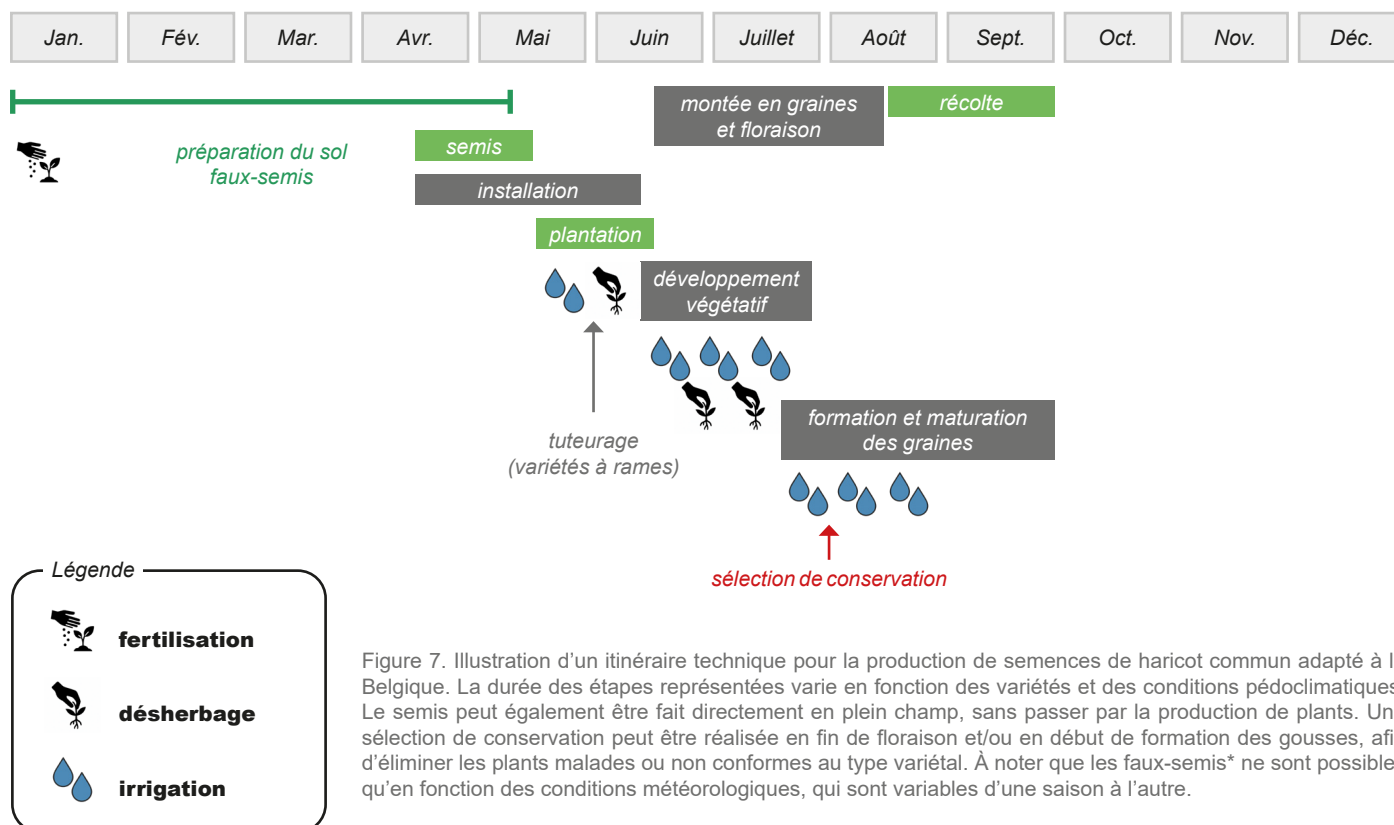 Jan. Fév. Mar. Avr. Mai Juin Juillet Août Sept. Oct. Nov. Déc.
montée en graines
et floraison
récolte
préparation du sol
faux-semis
semis
installation
plantation
développement
végétatif
tuteurage
(variétés à rames)
formation et maturation
des graines
sélection de conservation
Légende
fertilisation
désherbage
irrigation
Figure 7. Illustration d’un itinéraire technique pour la production de semences de haricot commun adapté à l
Belgique. La durée des étapes représentées varie en fonction des variétés et des conditions pédoclimatiques
Le semis peut également être fait directement en plein champ, sans passer par la production de plants. Un
sélection de conservation peut être réalisée en fin de floraison et/ou en début de formation des gousses, afi
d’éliminer les plants malades ou non conformes au type variétal. À noter que les faux-semis* ne sont possible
qu’en fonction des conditions météorologiques, qui sont variables d’une saison à l’autre.